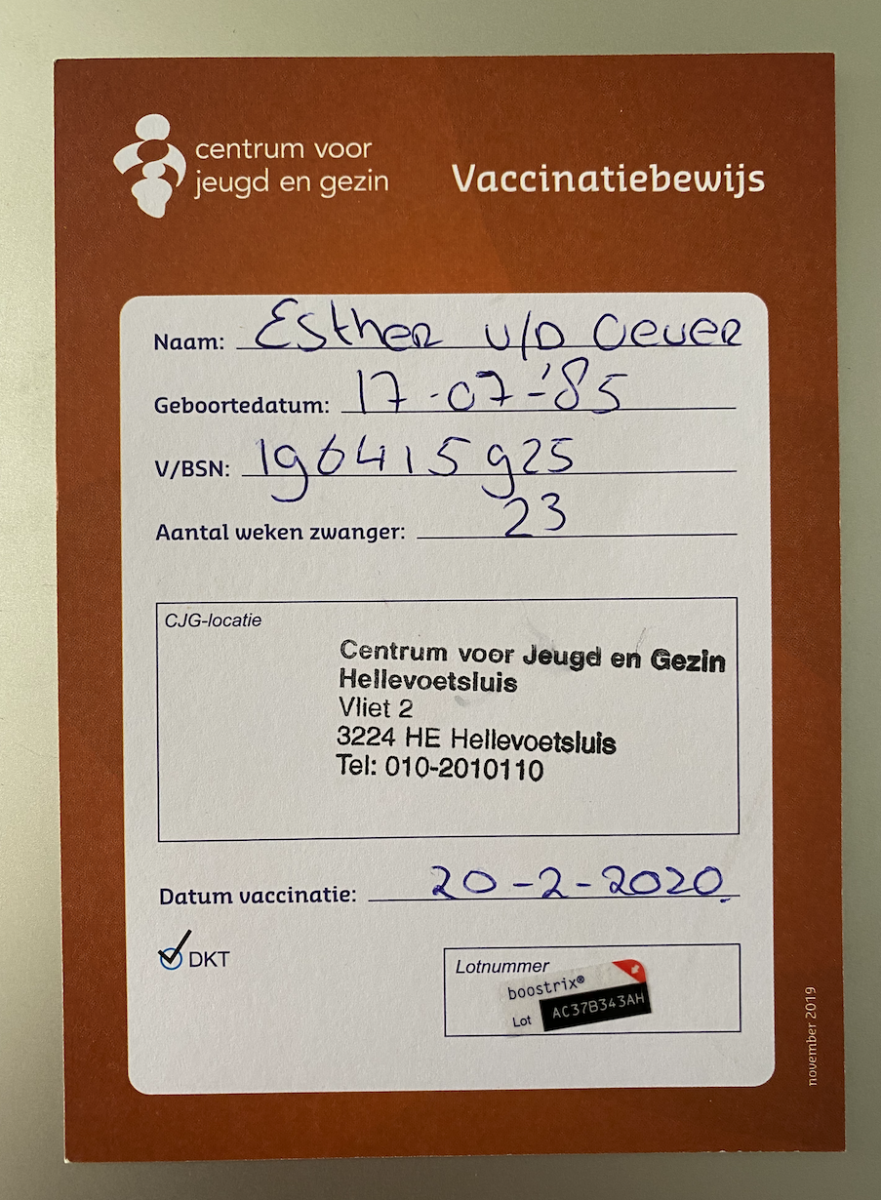 centrum voor
jeugd en gezin
Vaccinatiebewijs
Naam: Esther v/d Oever
Geboortedatum: 17-07-'85
V/BSN: 196415925
Aantal weken zwanger: 23
CJG-locatie
Centrum voor Jeugd en Gezin
Hellevoetsluis
Vliet 2
3224 HE Hellevoetsluis
Tel: 010-2010110
Datum vaccinatie: 20-2-2020
DKT
Lotnummer
boostrix®
Lot AC37B343AH
november 2019